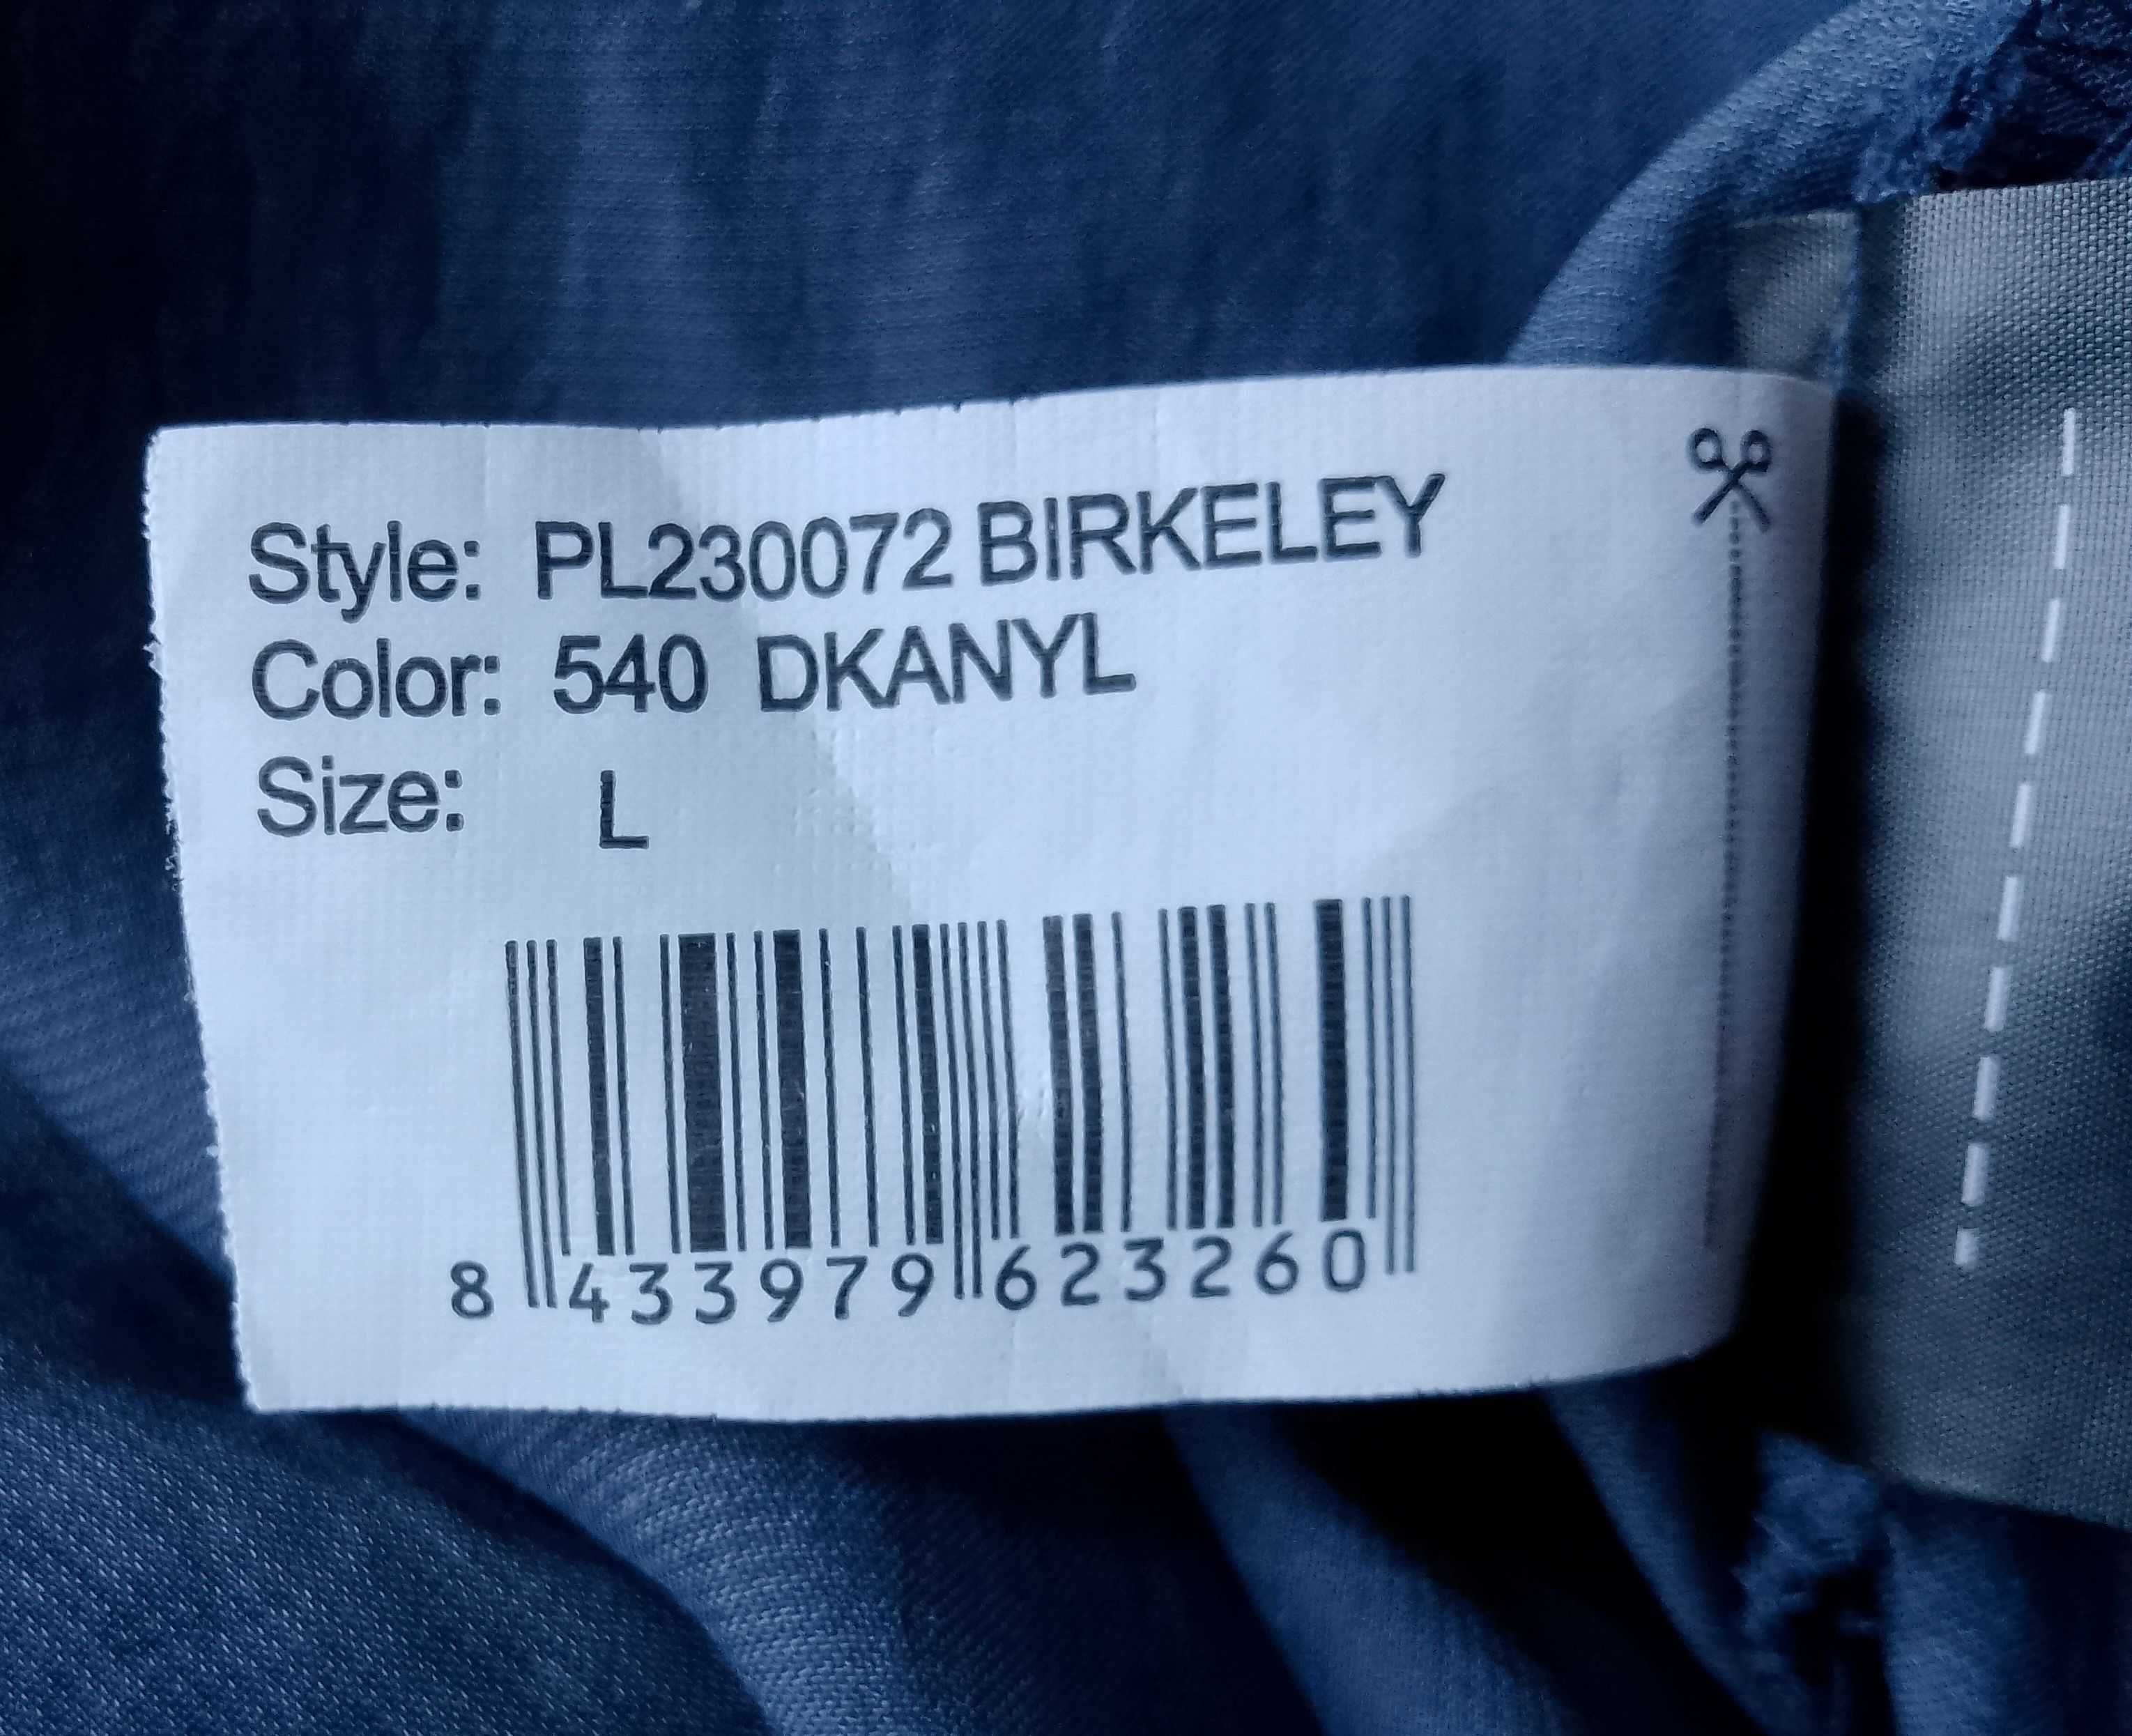 Style: PL230072 BIRKELEY
Color: 540 DKANYL
Size: L
8 433979 623260